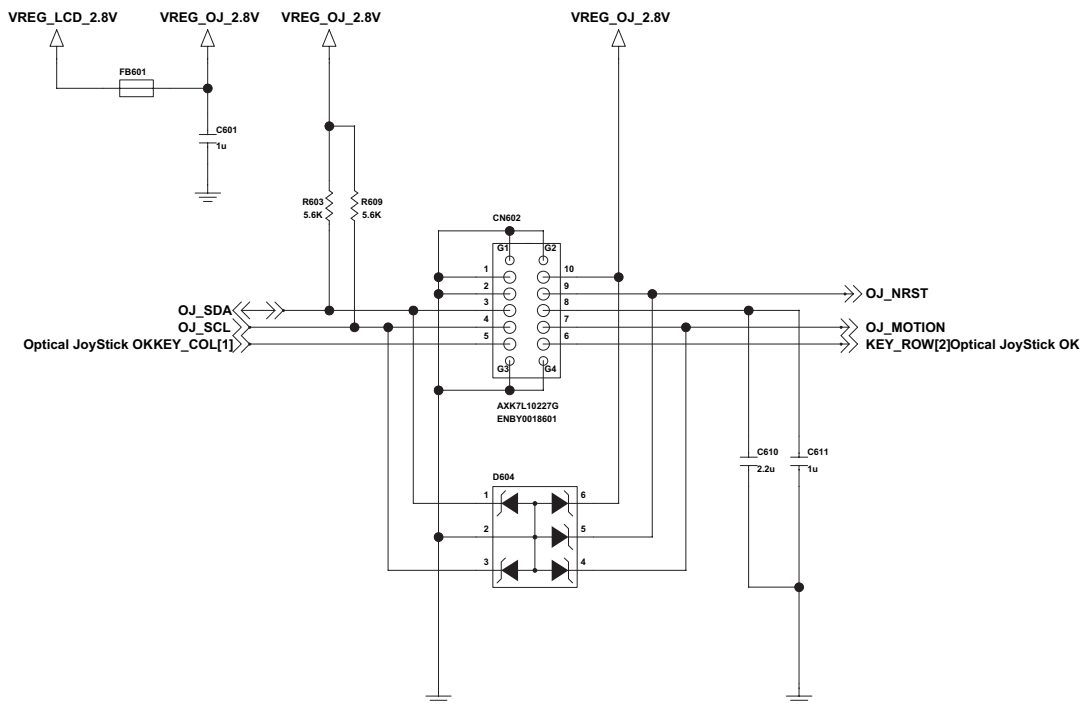 VREG_LCD_2.8V VREG_OJ_2.8V VREG_OJ_2.8V VREG_OJ_2.8V
FB601
C601
1u
R603
5.6K
R609
5.6K
CN602
G1 G2
1 10
2 9
3 8
4 7
5 6
G3 G4
OJ_SDA
OJ_SCL
Optical JoyStick OKKEY_COL[1]
OJ_NRST
OJ_MOTION
KEY_ROW[2]Optical JoyStick OK
AXK7L10227G
ENBY0018601
C610
2.2u
C611
1u
D604
1 6
2 5
3 4